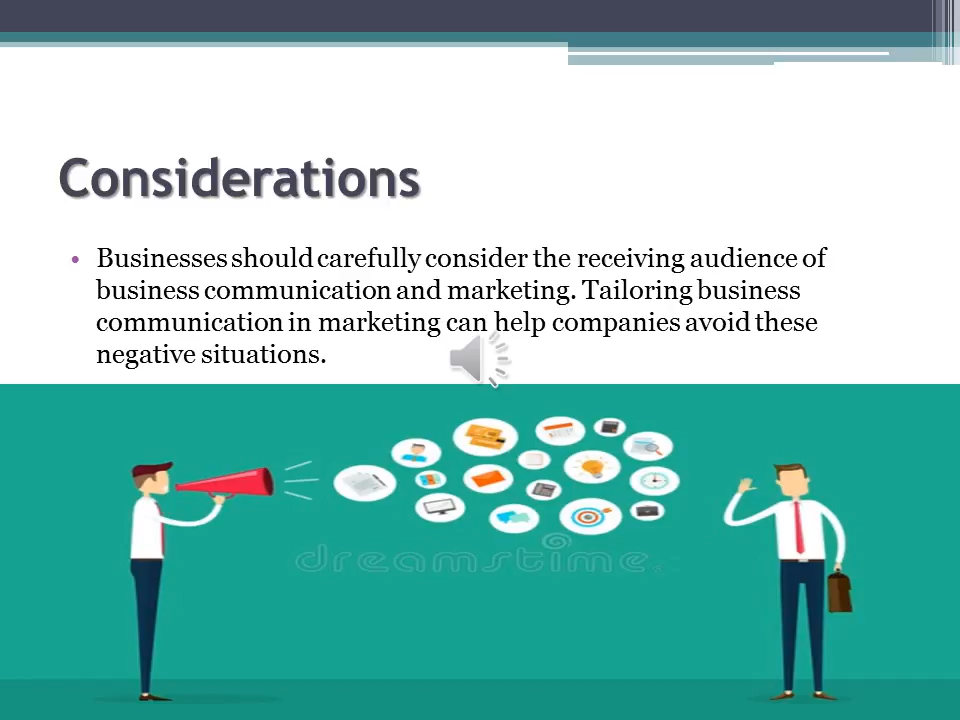 Considerations
• Businesses should carefully consider the receiving audience of
business communication and marketing. Tailoring business
communication in marketing can help companies avoid these
negative situations.
dreamstime